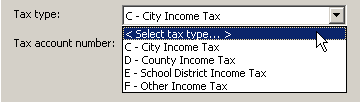 Tax type: C - City Income Tax
< Select tax type... >
Tax account number: C - City Income Tax
D - County Income Tax
E - School District Income Tax
F - Other Income Tax